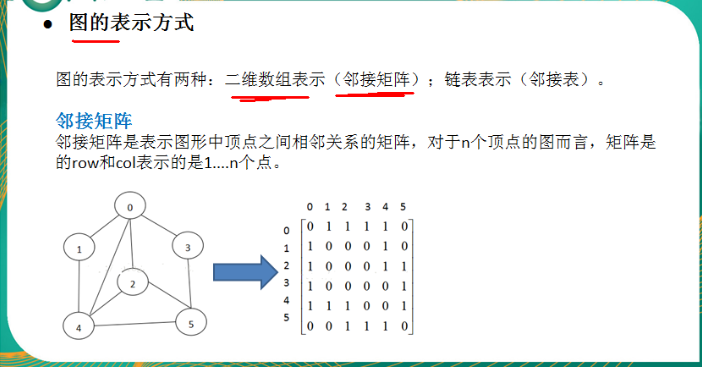 ● 图的表示方式
图的表示方式有两种：二维数组表示（邻接矩阵）；链表表示（邻接表）。
邻接矩阵
邻接矩阵是表示图形中顶点之间相邻关系的矩阵，对于n个顶点的图而言，矩阵是
的row和col表示的是1....n个点。
0
1
3
2
4
5
0 1 2 3 4 5
0 0 1 1 1 1 0
1 1 0 0 0 1 0
2 1 0 0 0 1 1
3 1 0 0 0 0 1
4 1 1 1 0 0 1
5 0 0 1 1 1 0